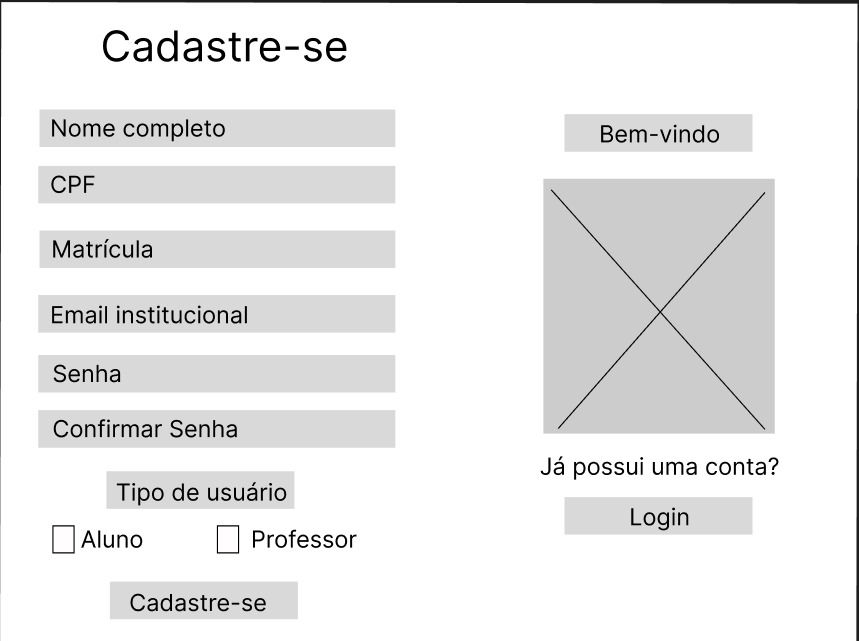 Cadastre-se
Nome completo
CPF
Matrícula
Email institucional
Senha
Confirmar Senha
Tipo de usuário
Aluno
Professor
Cadastre-se
Bem-vindo
Já possui uma conta?
Login